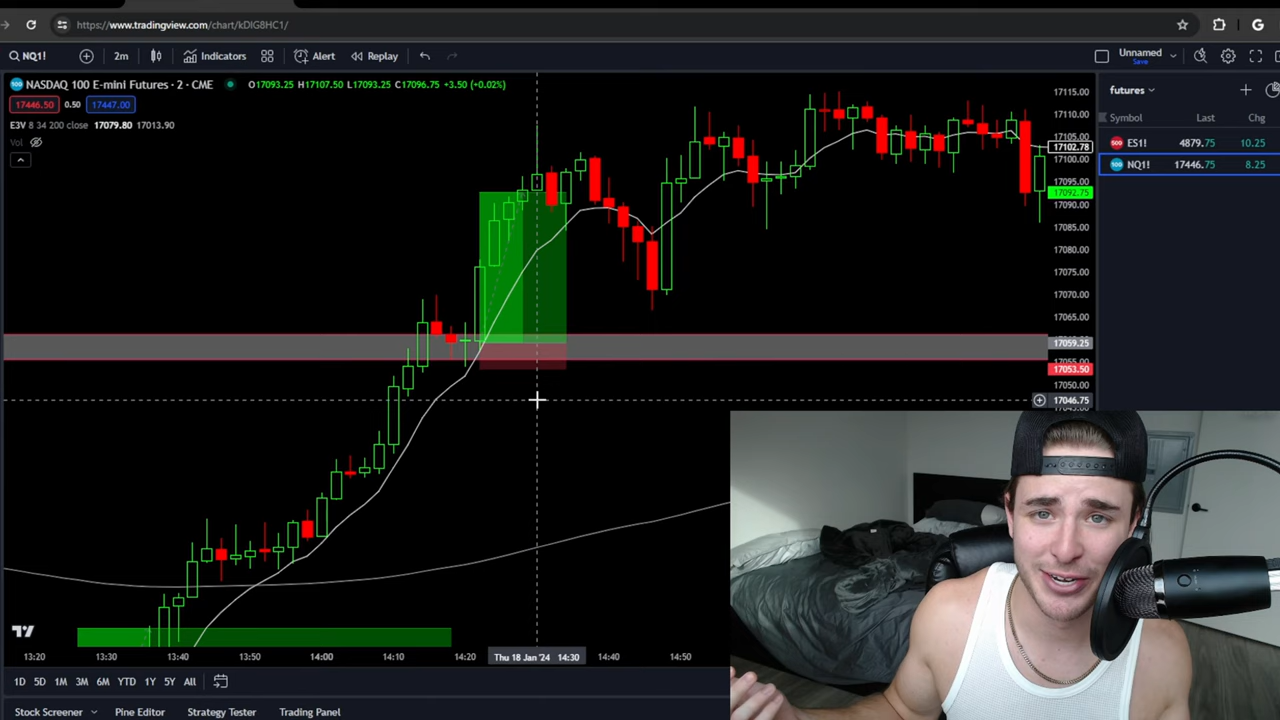 https://www.tradingview.com/chart/kDIG8HC1/
NQ1! 2m Indicators Alert Replay Unnamed
Save
NASDAQ 100 E-mini Futures · 2 · CME O17093.25 H17107.50 L17093.25 C17096.75 +3.50 (+0.02%)
17446.50 0.50 17447.00
E3V 8 34 200 close 17079.80 17013.90
Vol
futures
Symbol Last Chg
ES1! 4879.75 10.25
NQ1! 17446.75 8.25
17115.00
17110.00
17105.00
17102.78
17100.00
17095.00
17092.75
17090.00
17085.00
17080.00
17075.00
17070.00
17065.00
17059.25
17055.00
17053.50
17050.00
17046.75
13:20 13:30 13:40 13:50 14:00 14:10 14:20 Thu 18 Jan '24 14:30 14:40 14:50
1D 5D 1M 3M 6M YTD 1Y 5Y All
Stock Screener Pine Editor Strategy Tester Trading Panel